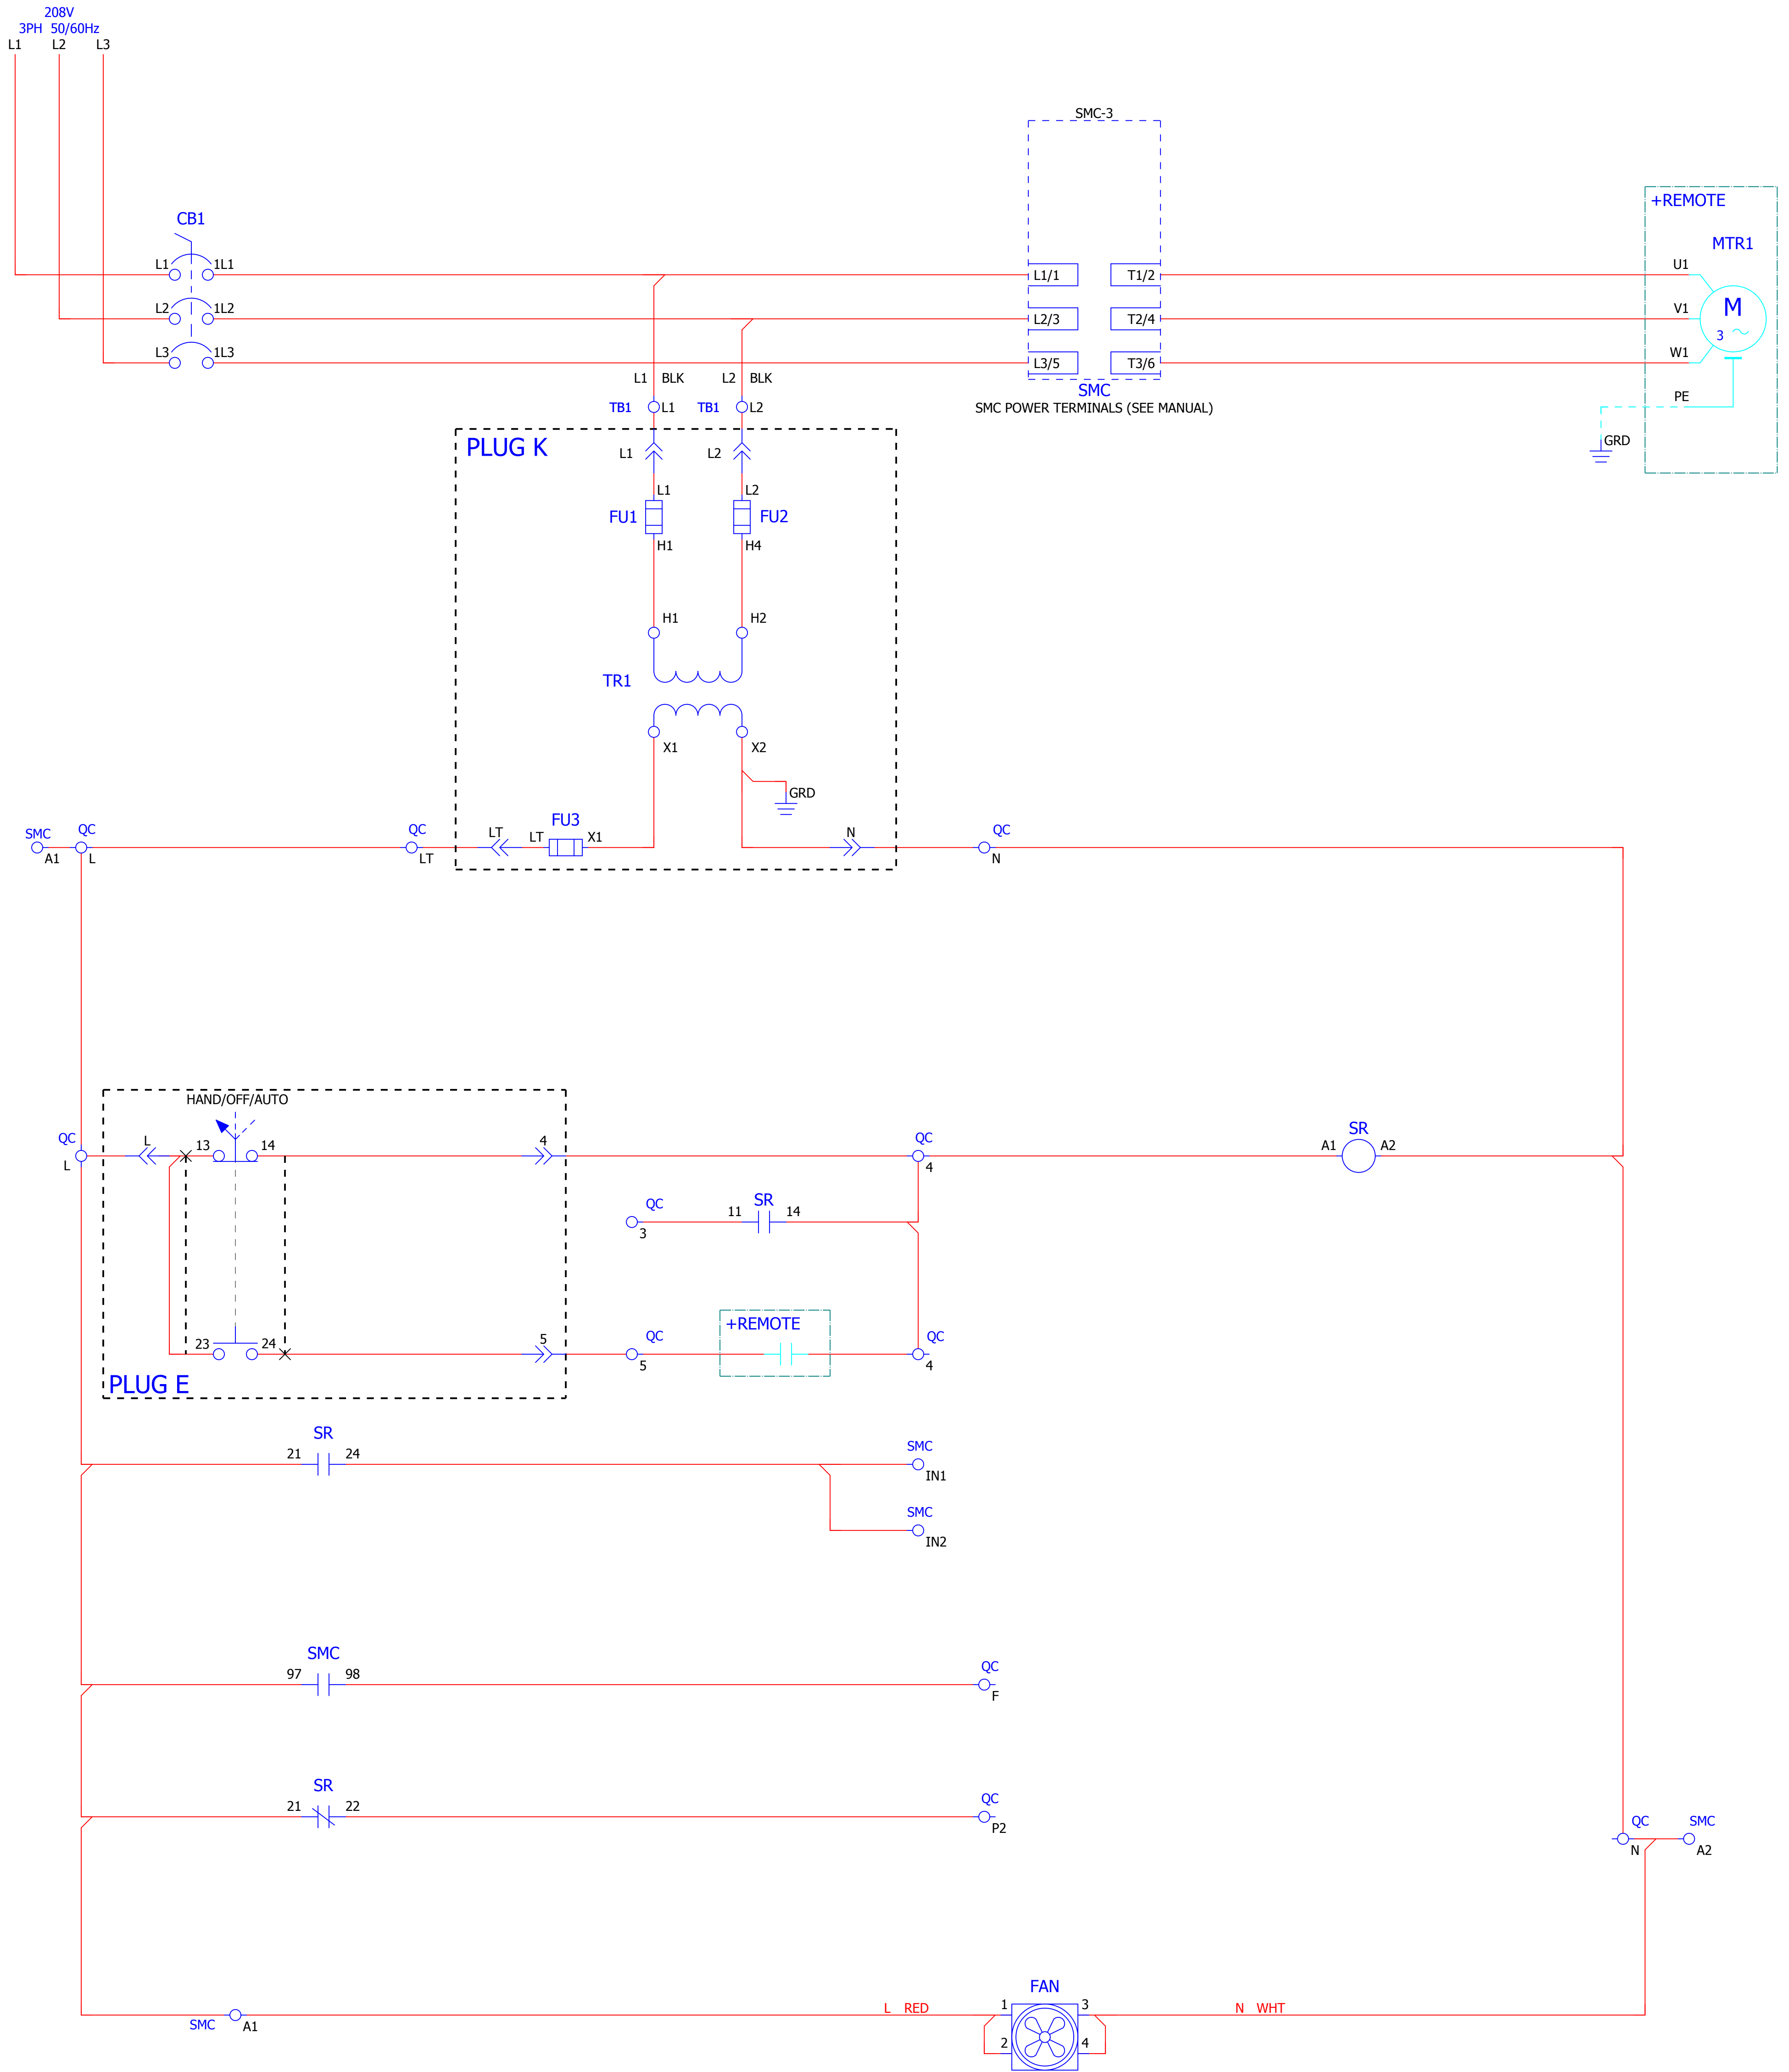 208V
3PH 50/60Hz
L1 L2 L3
SMC-3
+REMOTE
CB1
MTR1
L1 1L1
L1/1 T1/2
U1
L2 1L2
L2/3 T2/4
V1
M
3
L3 1L3
L3/5 T3/6
W1
L1 BLK L2 BLK
SMC
PE
TB1 L1 TB1 L2
SMC POWER TERMINALS (SEE MANUAL)
GRD
PLUG K
L1 L2
L1 L2
FU1 FU2
H1 H4
H1 H2
TR1
X1 X2
GRD
SMC QC QC LT FU3 N QC
LT X1
A1 L LT N
HAND/OFF/AUTO
QC L 13 14 4 QC SR
A1 A2
L 4
QC SR
11 14
3
+REMOTE
23 24 5 QC QC
5 4
PLUG E
SR
21 24 SMC
IN1
SMC
IN2
SMC
97 98 QC
F
SR
21 22 QC
P2
QC SMC
N A2
FAN
L RED 1 3 N WHT
SMC A1
2 4